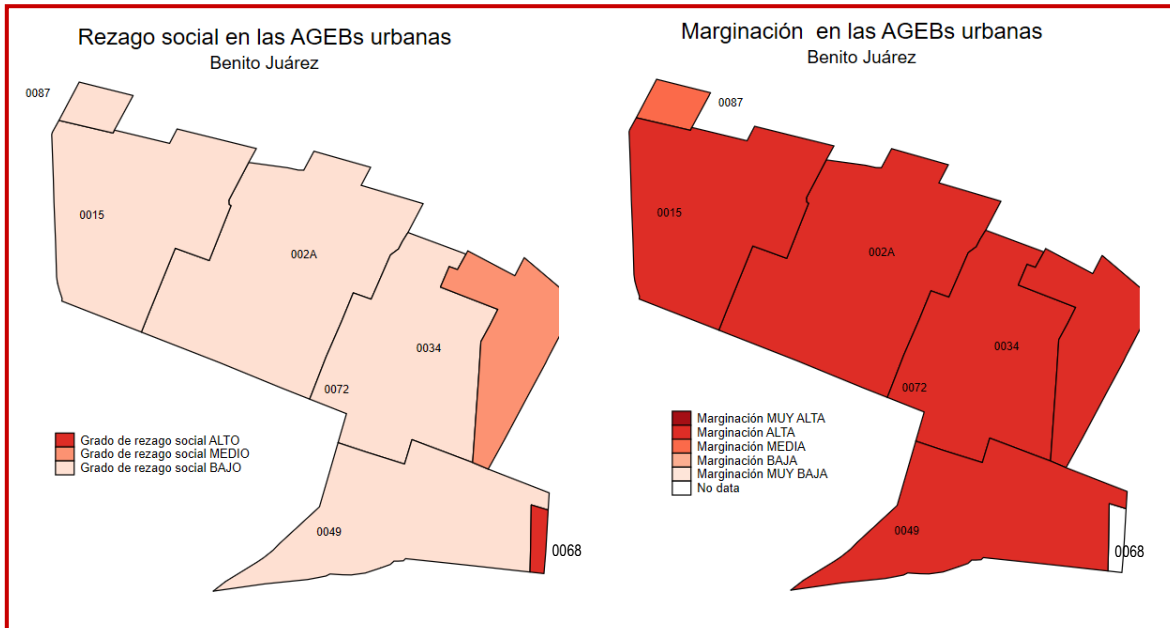 Rezago social en las AGEBs urbanas
Benito Juárez
0087
0015
002A
0034
0072
0049
0068
Grado de rezago social ALTO
Grado de rezago social MEDIO
Grado de rezago social BAJO
Marginación en las AGEBs urbanas
Benito Juárez
0087
0015
002A
0034
0072
0049
0068
Marginación MUY ALTA
Marginación ALTA
Marginación MEDIA
Marginación BAJA
Marginación MUY BAJA
No data